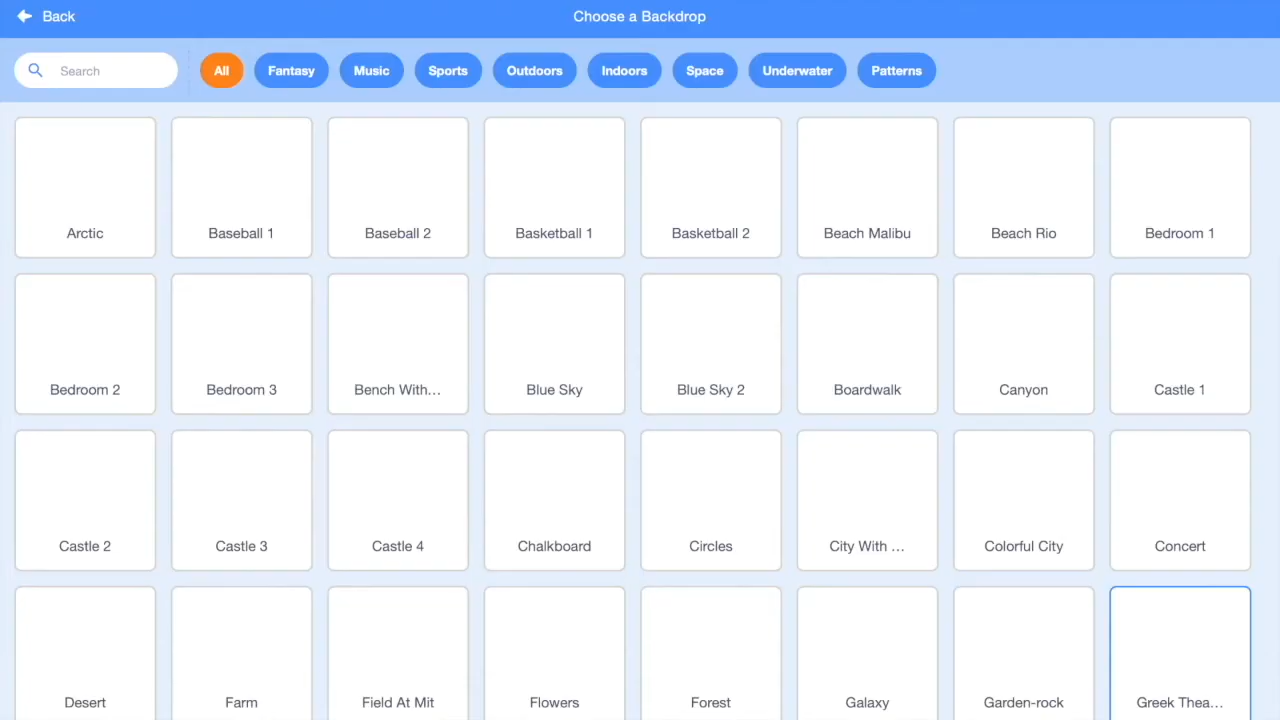 Back
Choose a Backdrop
Search
All
Fantasy
Music
Sports
Outdoors
Indoors
Space
Underwater
Patterns
Arctic
Baseball 1
Baseball 2
Basketball 1
Basketball 2
Beach Malibu
Beach Rio
Bedroom 1
Bedroom 2
Bedroom 3
Bench With...
Blue Sky
Blue Sky 2
Boardwalk
Canyon
Castle 1
Castle 2
Castle 3
Castle 4
Chalkboard
Circles
City With ...
Colorful City
Concert
Desert
Farm
Field At Mit
Flowers
Forest
Galaxy
Garden-rock
Greek Thea...